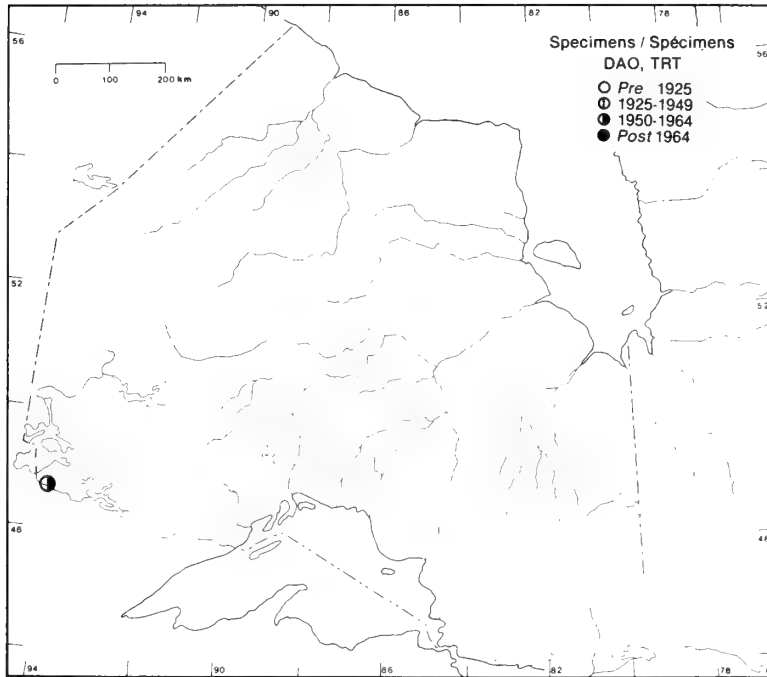 94 90 86 82 78
56
56
Specimens / Spécimens
DAO, TRT
Pre 1925
1925-1949
1950-1964
Post 1964
0 100 200 km
52
52
48
48
94 90 86 82 78